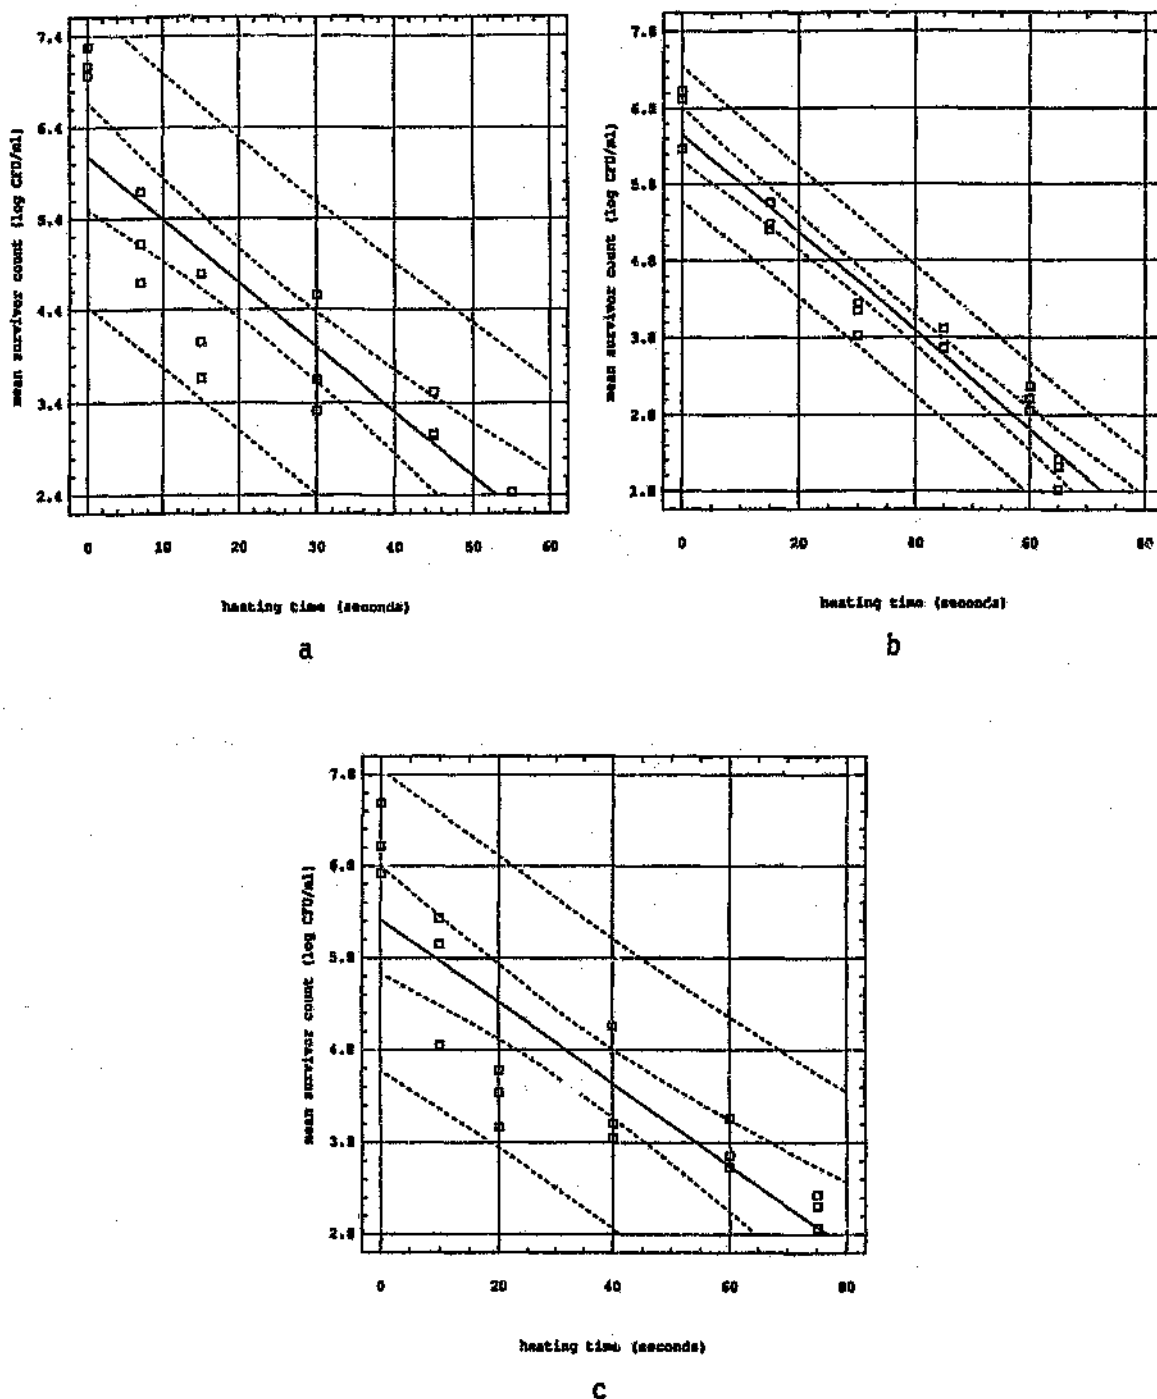 7.4
6.4
5.4
4.4
3.4
2.4
mean survivor count (log CFU/ml)
0 10 20 30 40 50 60
heating time (seconds)
a
7.8
6.8
5.8
4.8
3.8
2.8
1.8
mean survivor count (log CFU/ml)
0 20 40 60 80
heating time (seconds)
b
7.8
6.8
5.8
4.8
3.8
2.8
mean survivor count (log CFU/ml)
0 20 40 60 80
heating time (seconds)
c